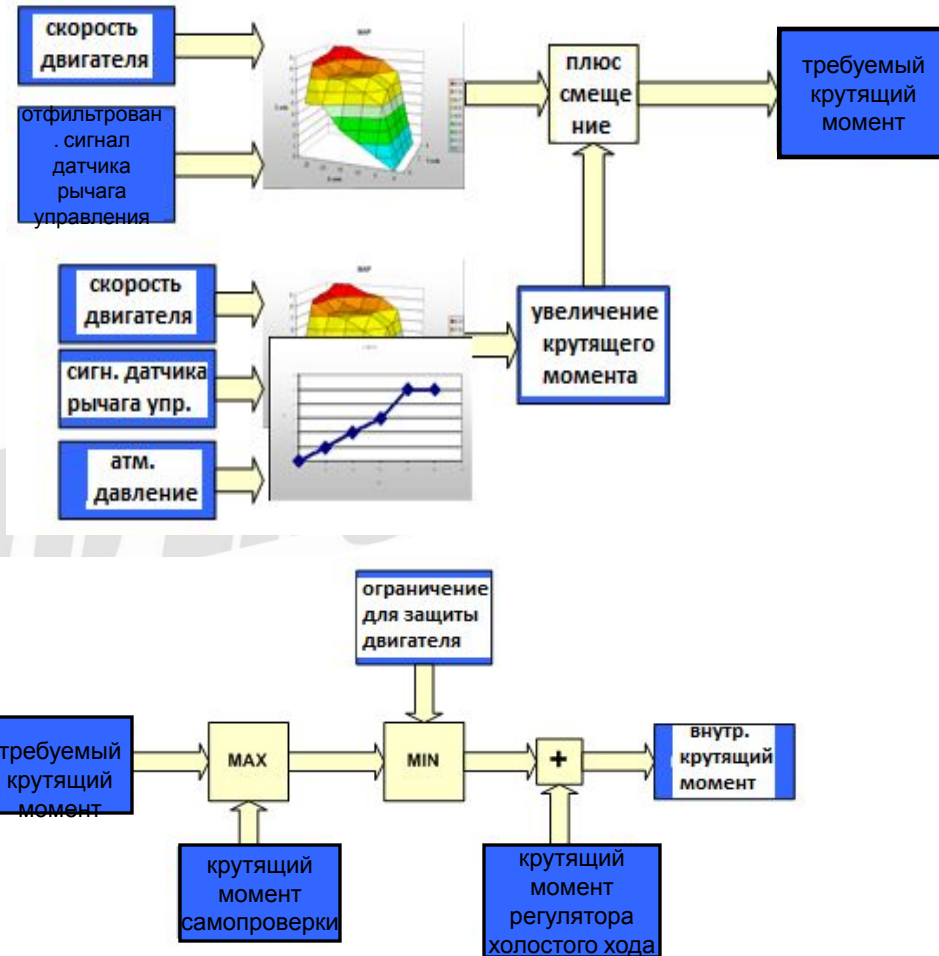 скорость
двигателя
MAP
отфильтрован
. сигнал
датчика
рычага
управления
плюс
смеще
ние
требуемый
крутящий
момент
скорость
двигателя
MAP
сигн. датчика
рычага упр.
атм.
давление
увеличение
крутящего
момента
ограничение
для защиты
двигателя
требуемый
крутящий
момент
MAX
MIN
+
внутр.
крутящий
момент
крутящий
момент
самопроверки
крутящий
момент
регулятора
холостого хода